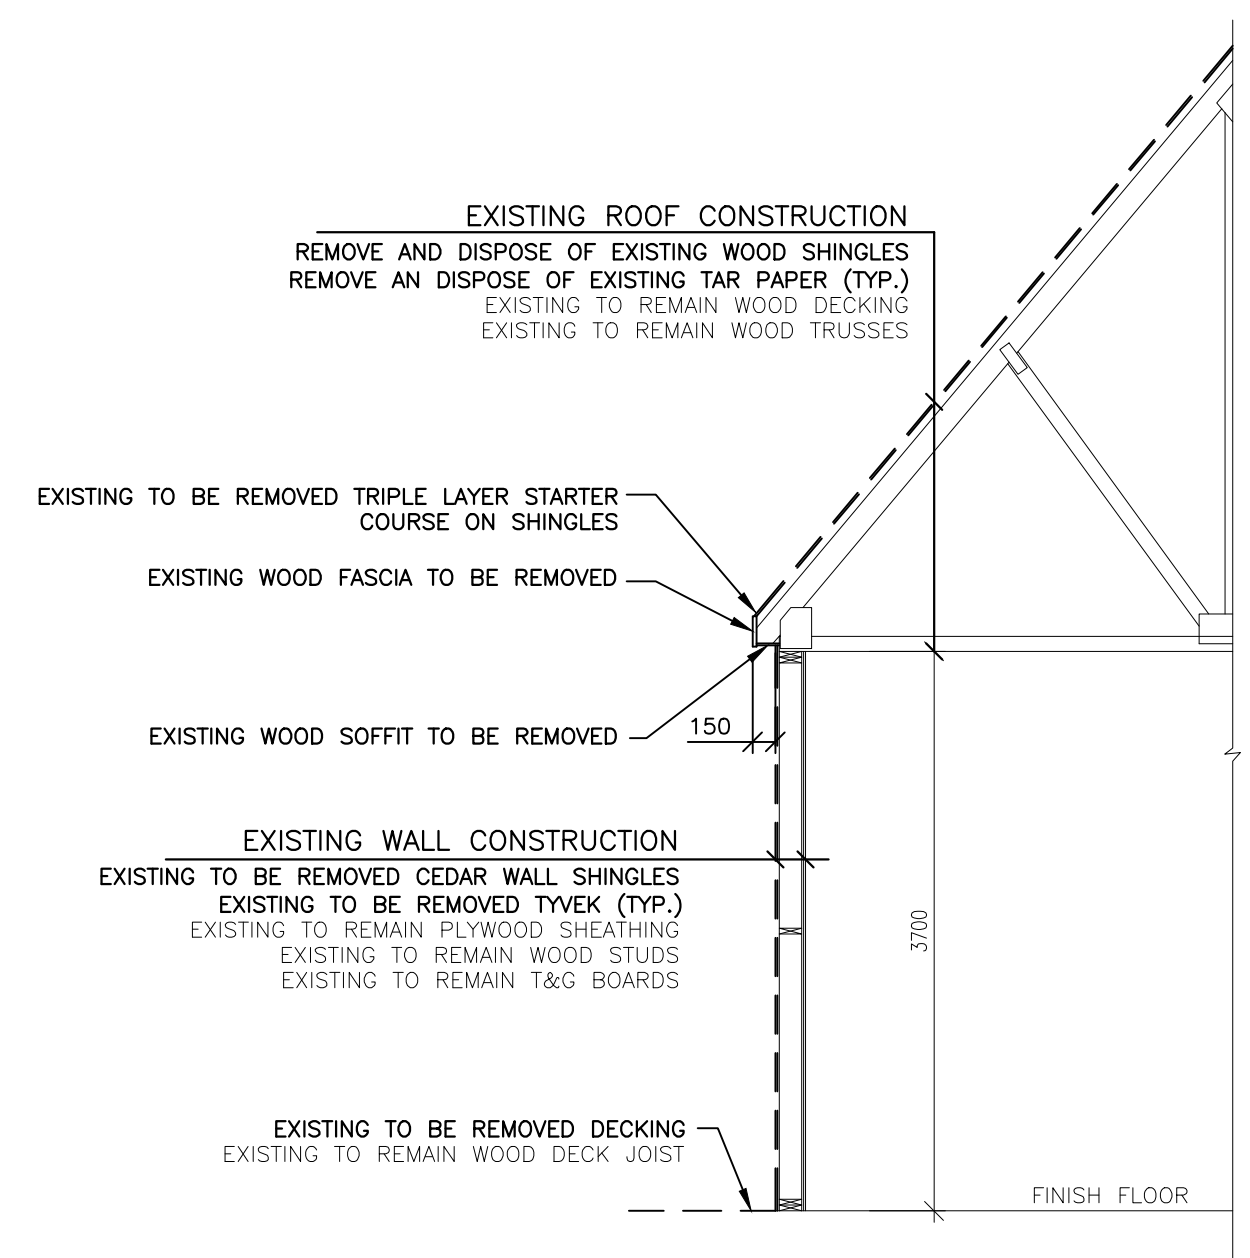 EXISTING ROOF CONSTRUCTION
REMOVE AND DISPOSE OF EXISTING WOOD SHINGLES
REMOVE AN DISPOSE OF EXISTING TAR PAPER (TYP.)
EXISTING TO REMAIN WOOD DECKING
EXISTING TO REMAIN WOOD TRUSSES
EXISTING TO BE REMOVED TRIPLE LAYER STARTER
COURSE ON SHINGLES
EXISTING WOOD FASCIA TO BE REMOVED
EXISTING WOOD SOFFIT TO BE REMOVED
150
EXISTING WALL CONSTRUCTION
EXISTING TO BE REMOVED CEDAR WALL SHINGLES
EXISTING TO BE REMOVED TYVEK (TYP.)
EXISTING TO REMAIN PLYWOOD SHEATHING
EXISTING TO REMAIN WOOD STUDS
EXISTING TO REMAIN T&G BOARDS
3700
EXISTING TO BE REMOVED DECKING
EXISTING TO REMAIN WOOD DECK JOIST
FINISH FLOOR